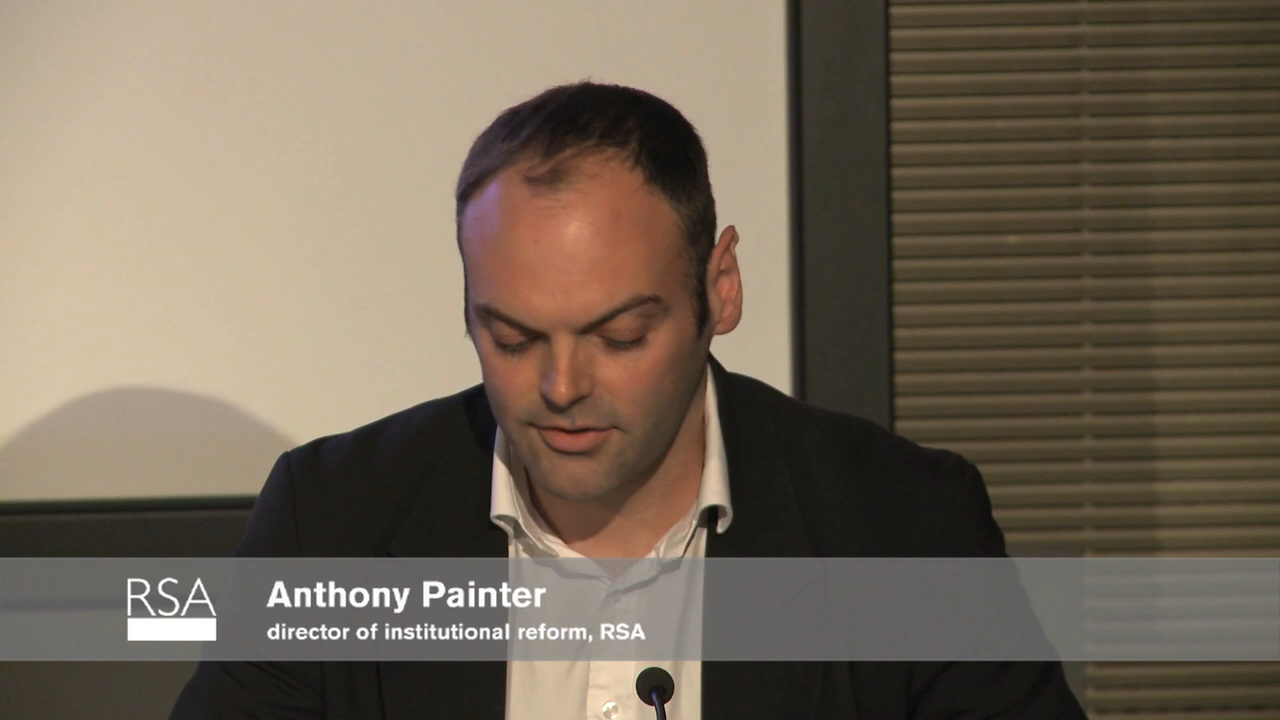 RSA
Anthony Painter
director of institutional reform, RSA